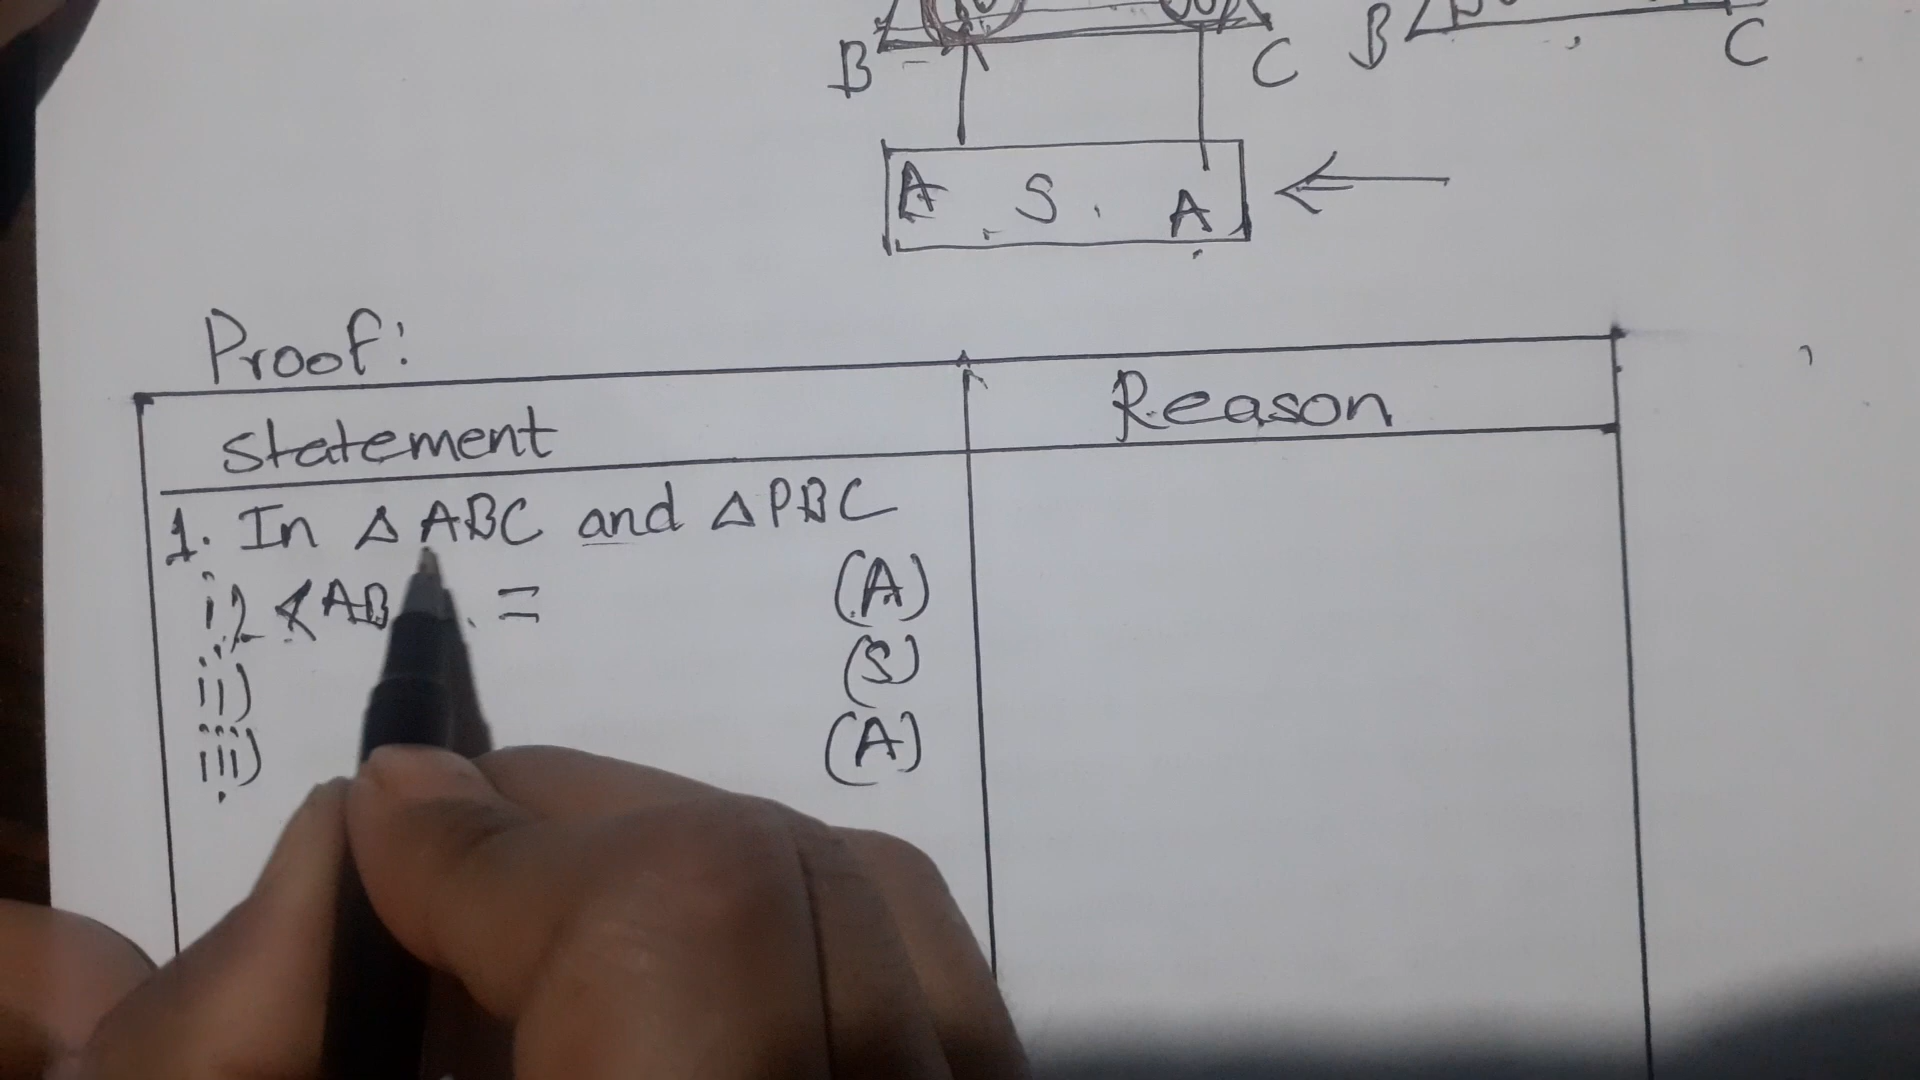 B C B C
A S. A
Proof:
Statement Reason
1. In △ABC and △PBC
i) ∢AB = (A)
ii) (S)
iii) (A)